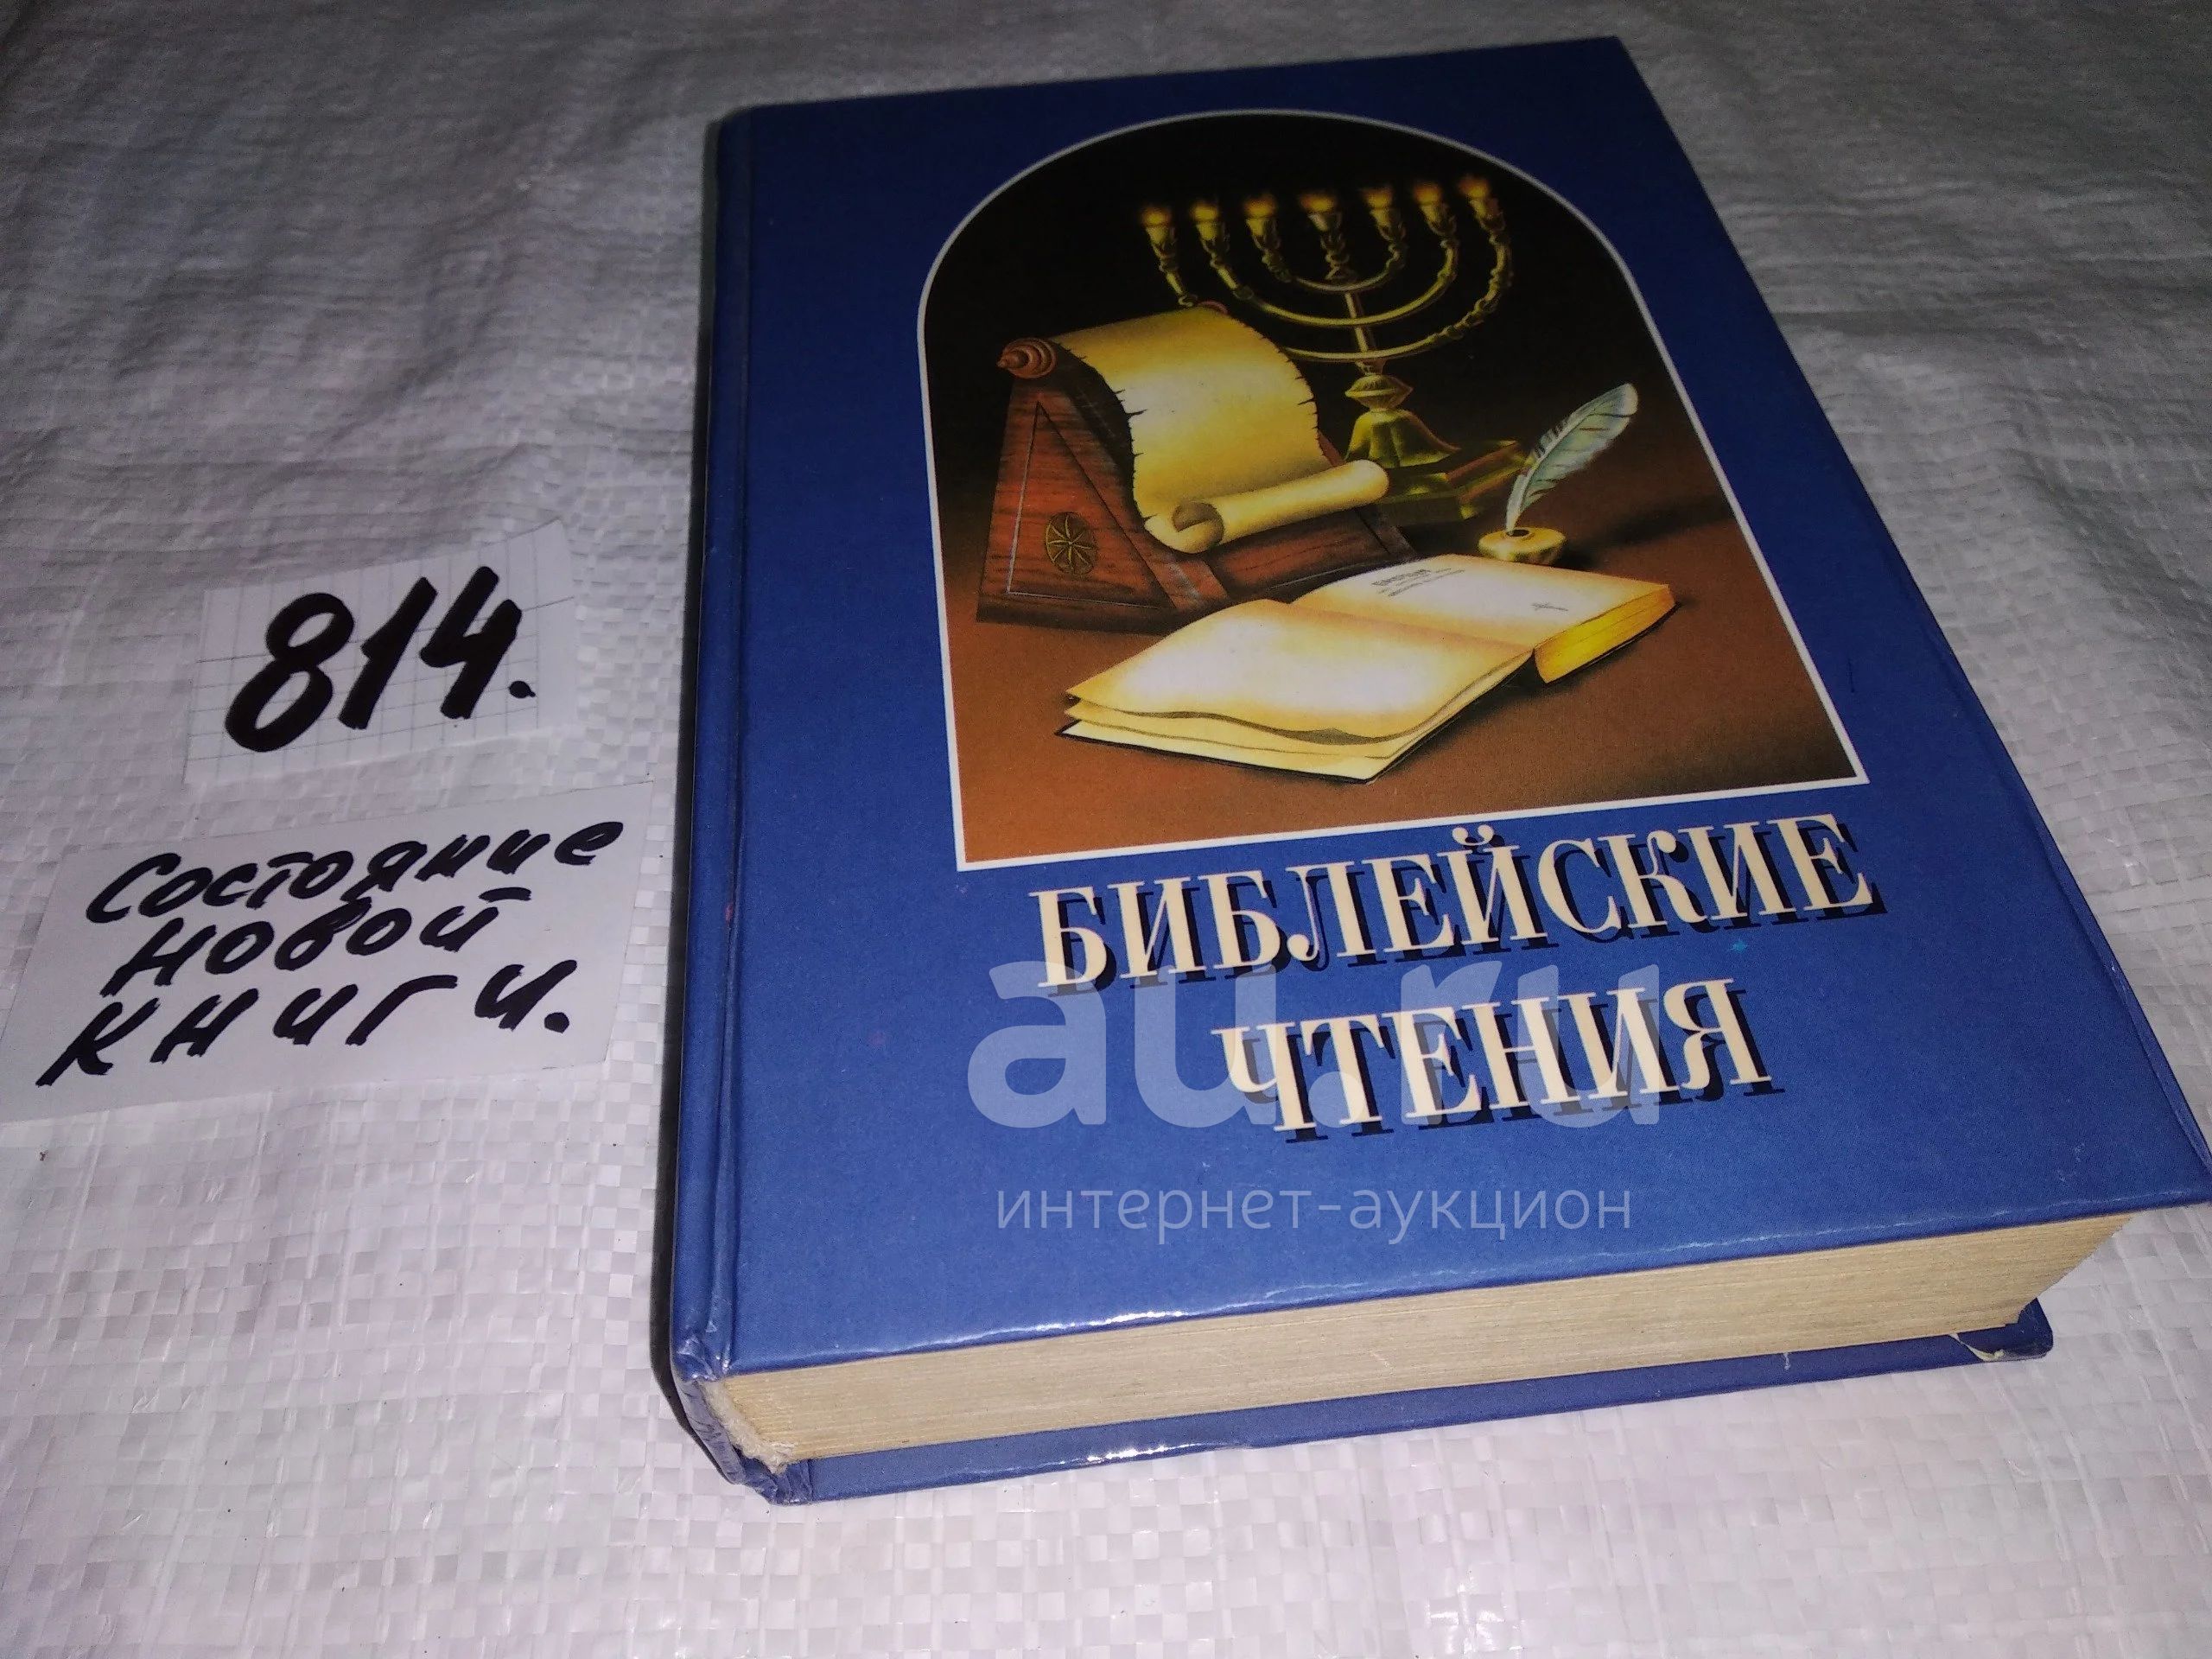 814.
Состояние
новой
книги.
БИБЛЕЙСКИЕ
ЧТЕНИЯ
au.ru
интернет-аукцион